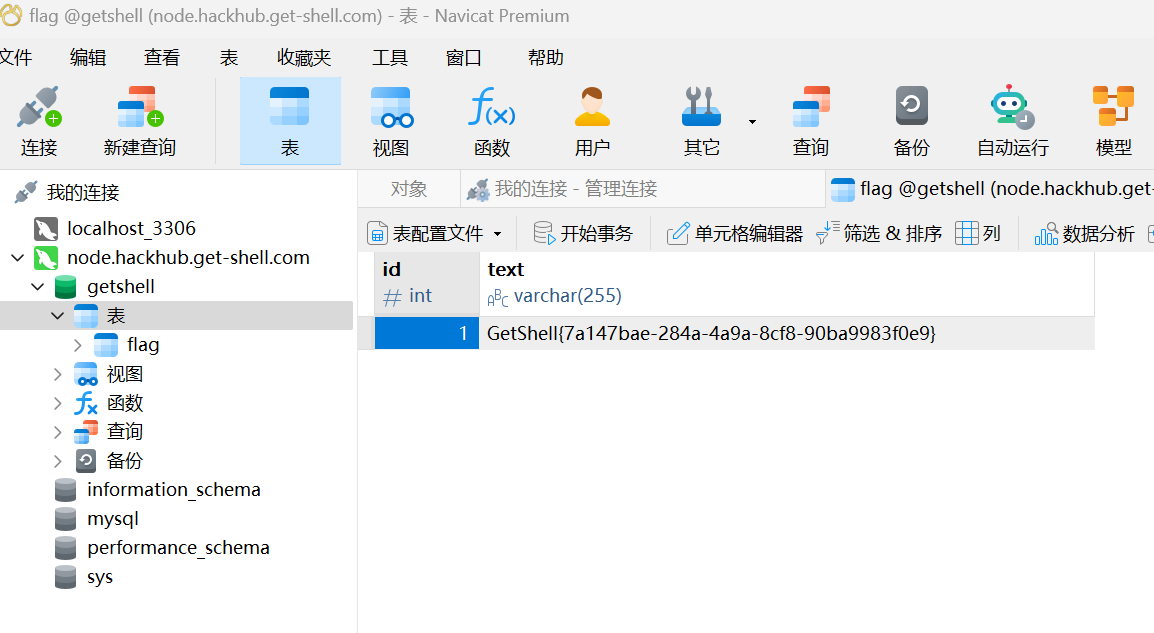 flag @getshell (node.hackhub.get-shell.com) - 表 - Navicat Premium
文件 编辑 查看 表 收藏夹 工具 窗口 帮助
连接 新建查询 表 视图 函数 用户 其它 查询 备份 自动运行 模型
我的连接
localhost_3306
node.hackhub.get-shell.com
getshell
表
flag
视图
函数
查询
备份
information_schema
mysql
performance_schema
sys
对象 我的连接 - 管理连接 flag @getshell (node.hackhub.get-
表配置文件 开始事务 单元格编辑器 筛选 & 排序 列 数据分析
id text
# int ABC varchar(255)
1 GetShell{7a147bae-284a-4a9a-8cf8-90ba9983f0e9}